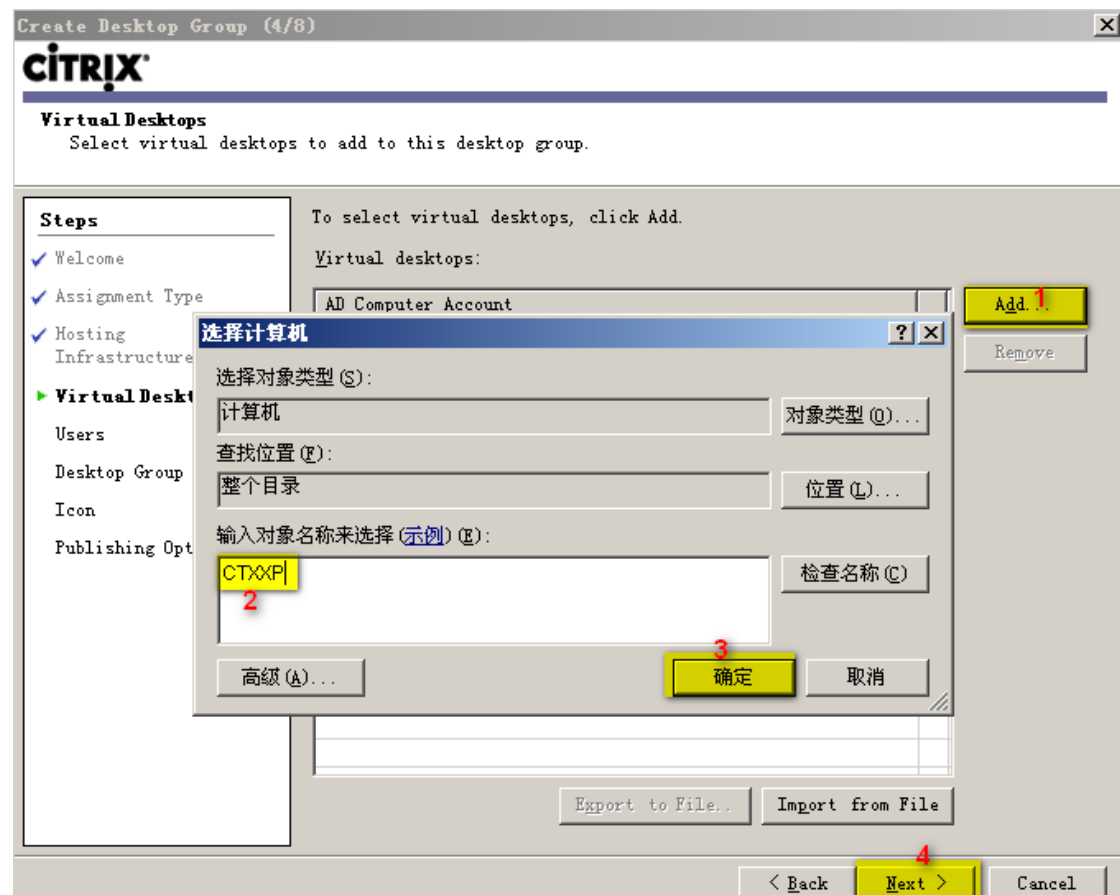 Create Desktop Group (4/8)
CİTRIX
Virtual Desktops
Select virtual desktops to add to this desktop group.
Steps
Welcome
Assignment Type
Hosting
Infrastructure
Virtual Deskt
Users
Desktop Group
Icon
Publishing Opt
To select virtual desktops, click Add.
Virtual desktops:
AD Computer Account
Add...
1
Remove
选择计算机
选择对象类型(S):
计算机
对象类型(O)...
查找位置(F):
整个目录
位置(L)...
输入对象名称来选择(示例)(E):
CTXXP
2
检查名称(C)
高级(A)...
3
确定
取消
Export to File..
Import from File
4
< Back
Next >
Cancel